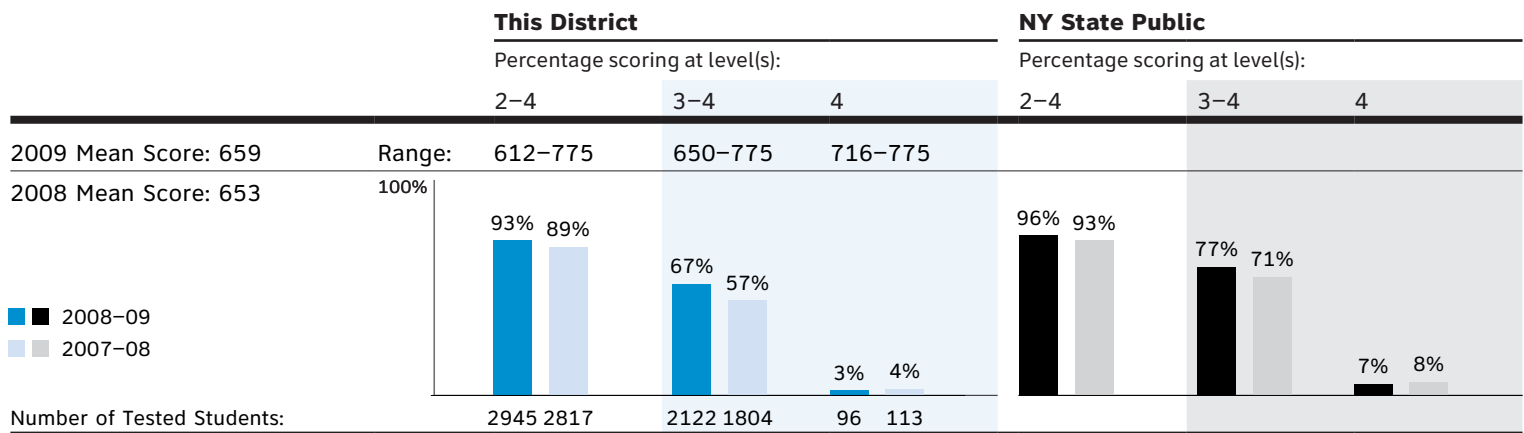 This District NY State Public
Percentage scoring at level(s): Percentage scoring at level(s):
2–4 3–4 4 2–4 3–4 4
2009 Mean Score: 659 Range: 612–775 650–775 716–775
2008 Mean Score: 653 100%
93% 89% 67% 57% 3% 4% 96% 93% 77% 71% 7% 8%
2008–09
2007–08
Number of Tested Students: 2945 2817 2122 1804 96 113